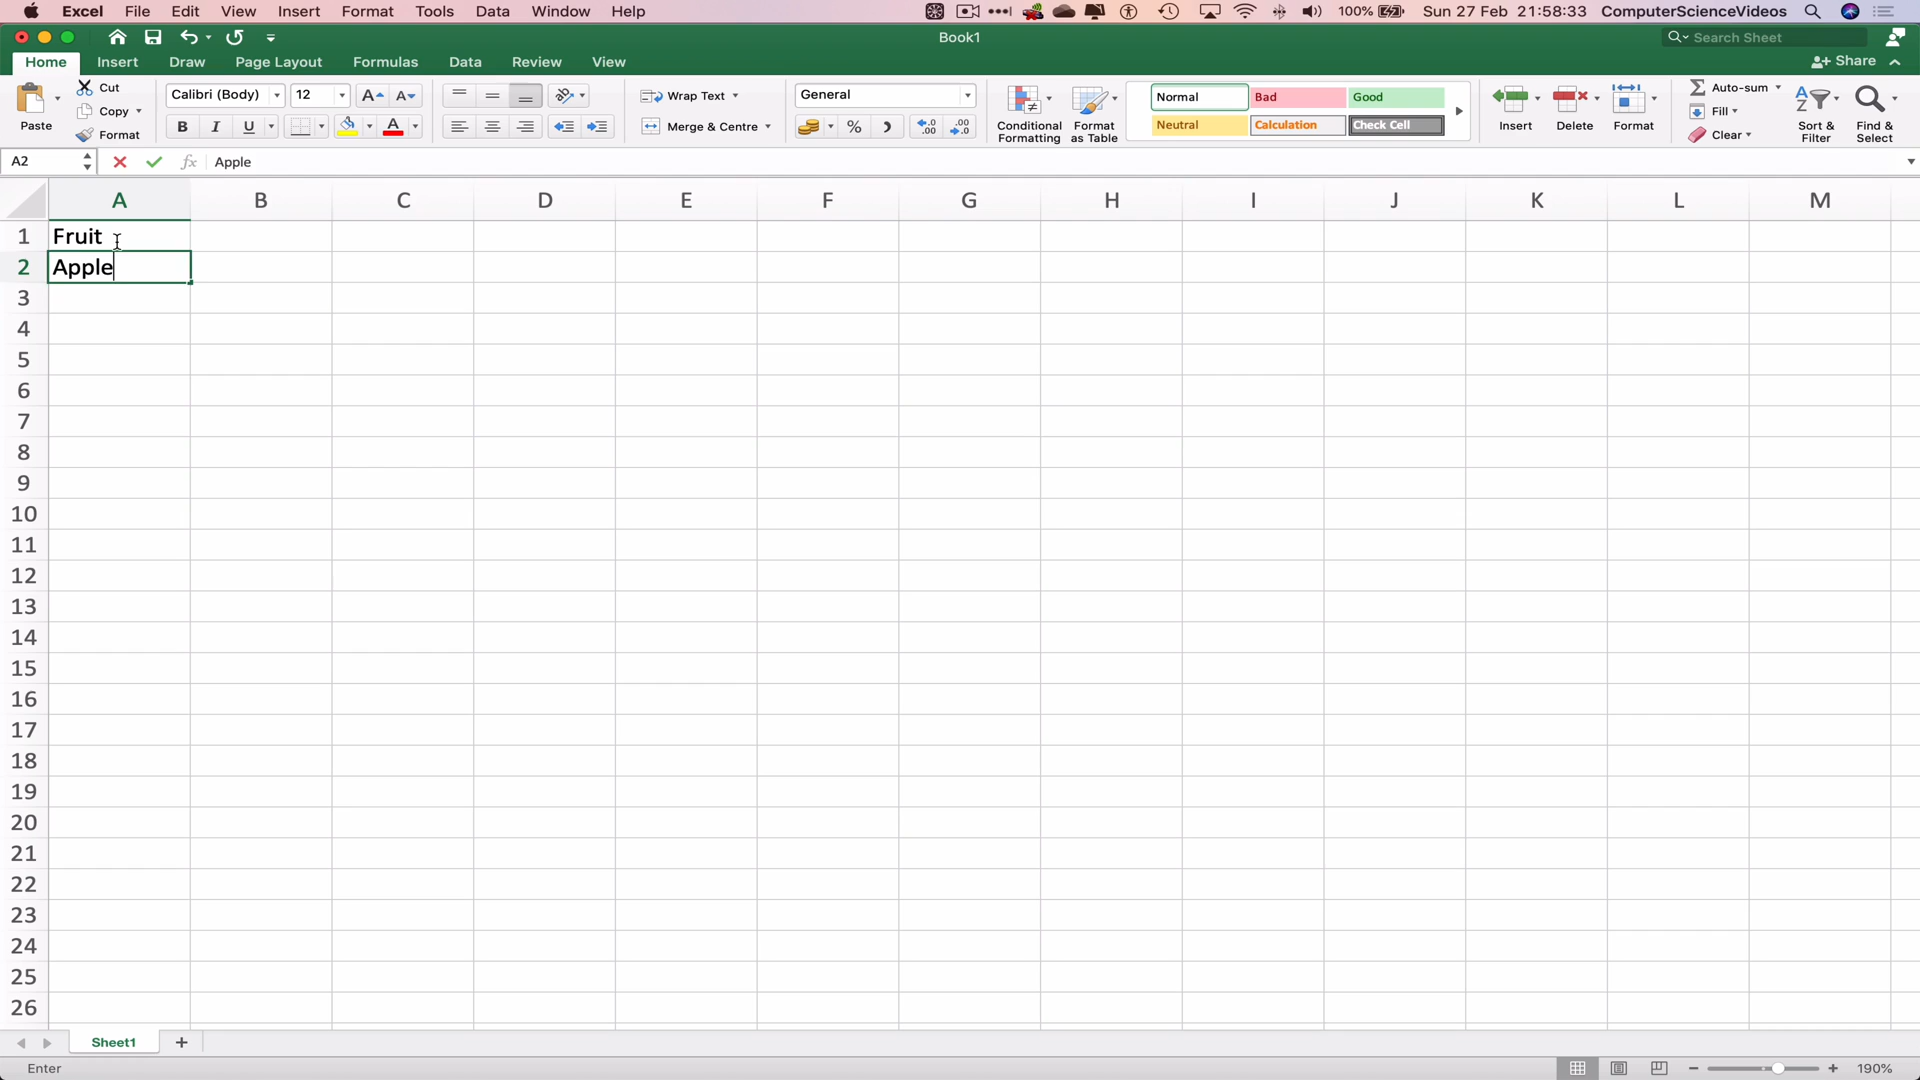 Excel File Edit View Insert Format Tools Data Window Help 100% Sun 27 Feb 21:58:33 ComputerScienceVideos
Book1 Search Sheet
Home Insert Draw Page Layout Formulas Data Review View Share
Paste Cut Copy Format
Calibri (Body) 12 A A
B I U A
ab
Wrap Text
Merge & Centre
General
% .00 .0
Conditional Formatting
Format as Table
Normal Bad Good
Neutral Calculation Check Cell
Insert Delete Format
Auto-sum
Fill
Clear
Sort & Filter
Find & Select
A2 fx Apple
A B C D E F G H I J K L M
1 Fruit
2 Apple
3
4
5
6
7
8
9
10
11
12
13
14
15
16
17
18
19
20
21
22
23
24
25
26
Sheet1 +
Enter 190%